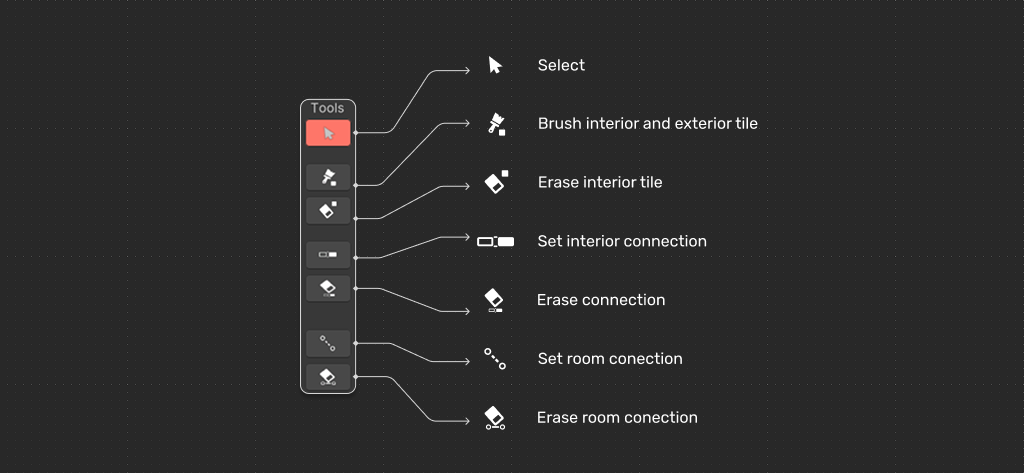 Tools
Select
Brush interior and exterior tile
Erase interior tile
Set interior connection
Erase connection
Set room conection
Erase room conection